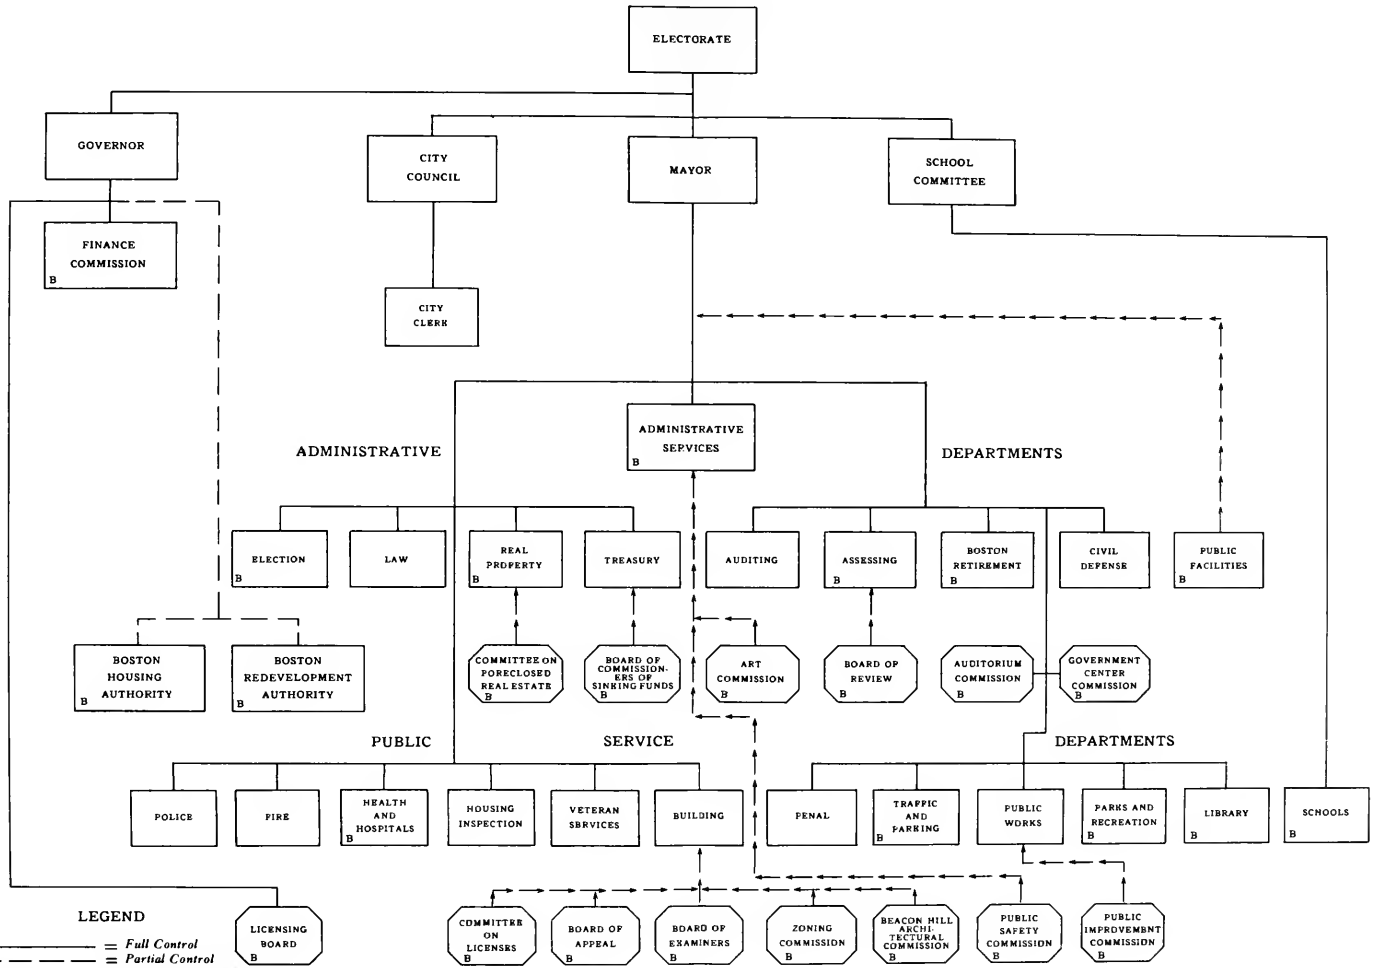 ELECTORATE
GOVERNOR
CITY
COUNCIL
MAYOR
SCHOOL
COMMITTEE
FINANCE
COMMISSION
B
CITY
CLERK
ADMINISTRATIVE
SERVICES
B
ADMINISTRATIVE
DEPARTMENTS
ELECTION
B
LAW
REAL
PROPERTY
B
TREASURY
B
AUDITING
ASSESSING
B
BOSTON
RETIREMENT
B
CIVIL
DEFENSE
PUBLIC
FACILITIES
B
BOSTON
HOUSING
AUTHORITY
B
BOSTON
REDEVELOPMENT
AUTHORITY
B
COMMITTEE ON
FORECLOSED
REAL ESTATE
B
BOARD OF
COMMISSION-
ERS OF
SINKING FUNDS
B
ART
COMMISSION
B
BOARD OF
REVIEW
B
AUDITORIUM
COMMISSION
B
GOVERNMENT
CENTER
COMMISSION
B
PUBLIC
SERVICE
DEPARTMENTS
POLICE
FIRE
HEALTH
AND
HOSPITALS
B
HOUSING
INSPECTION
VETERAN
SERVICES
BUILDING
PENAL
TRAFFIC
AND
PARKING
B
PUBLIC
WORKS
PARKS AND
RECREATION
B
LIBRARY
B
SCHOOLS
B
LICENSING
BOARD
B
COMMITTEE
ON
LICENSES
B
BOARD OF
APPEAL
B
BOARD OF
EXAMINERS
B
ZONING
COMMISSION
B
BEACON HILL
ARCHI-
TECTURAL
COMMISSION
B
PUBLIC
SAFETY
COMMISSION
B
PUBLIC
IMPROVEMENT
COMMISSION
B
LEGEND
= Full Control
= Partial Control